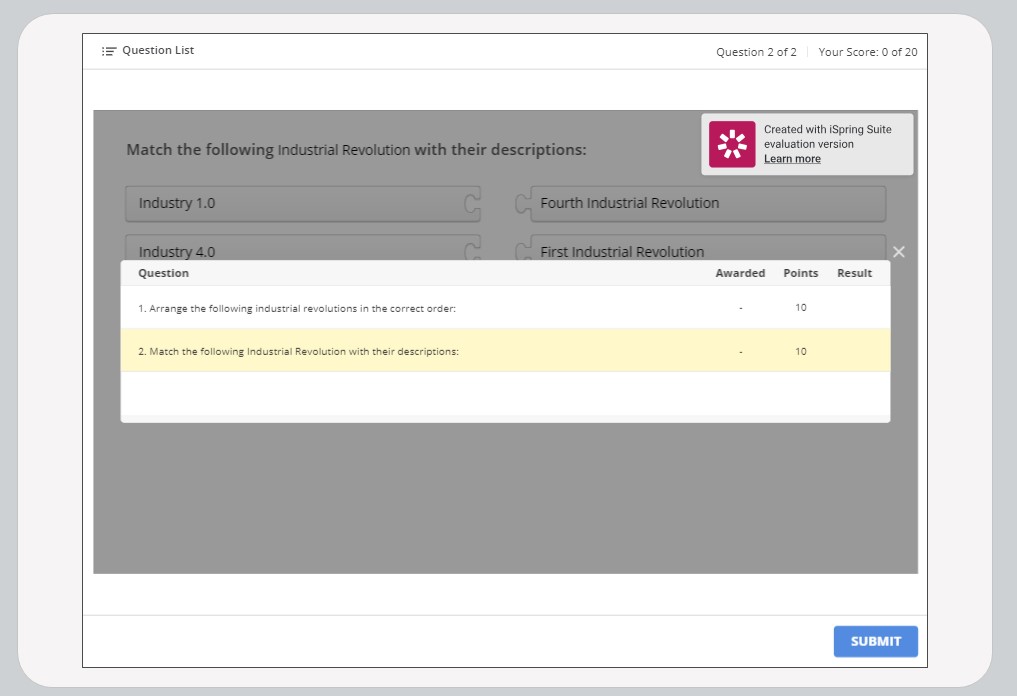 Question List
Question 2 of 2 Your Score: 0 of 20
Created with iSpring Suite
evaluation version
Learn more
Match the following Industrial Revolution with their descriptions:
Industry 1.0 Fourth Industrial Revolution
Industry 4.0 First Industrial Revolution
Question Awarded Points Result
1. Arrange the following industrial revolutions in the correct order: - 10
2. Match the following Industrial Revolution with their descriptions: - 10
SUBMIT